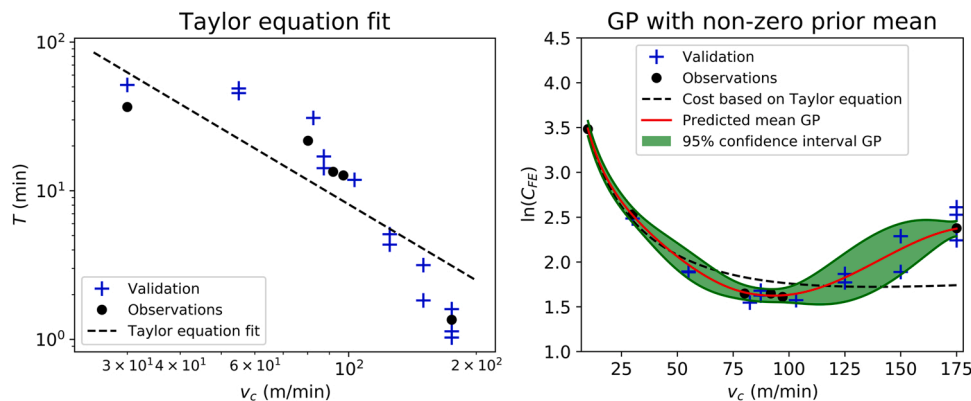 Taylor equation fit
10²
10¹
10⁰
T (min)
Validation
Observations
Taylor equation fit
3 × 10¹
4 × 10¹
6 × 10¹
10²
2 × 10²
v_c (m/min)
GP with non-zero prior mean
4.5
4.0
3.5
3.0
2.5
2.0
1.5
1.0
ln(C_FE)
Validation
Observations
Cost based on Taylor equation
Predicted mean GP
95% confidence interval GP
25
50
75
100
125
150
175
v_c (m/min)